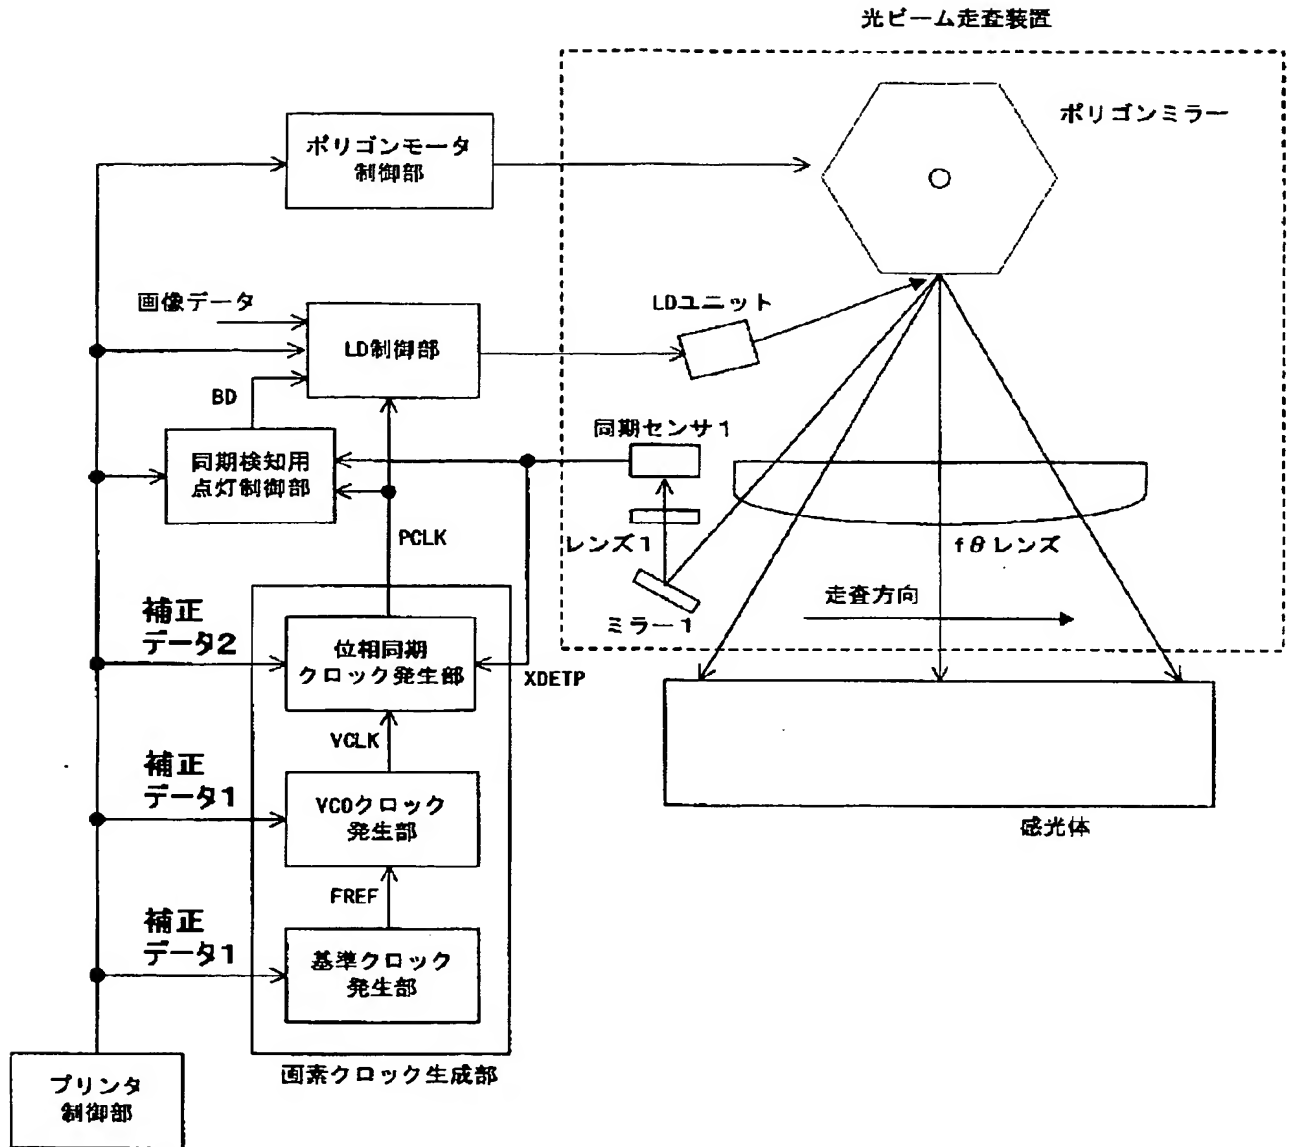 光ビーム走査装置
ポリゴンミラー
ポリゴンモータ
制御部
画像データ
LD制御部
LDユニット
BD
同期センサ1
同期検知用
点灯制御部
PCLK
レンズ1
fθレンズ
ミラー1
走査方向
補正
データ2
位相同期
クロック発生部
XDETP
VCLK
補正
データ1
VCOクロック
発生部
感光体
FREF
補正
データ1
基準クロック
発生部
画素クロック生成部
プリンタ
制御部